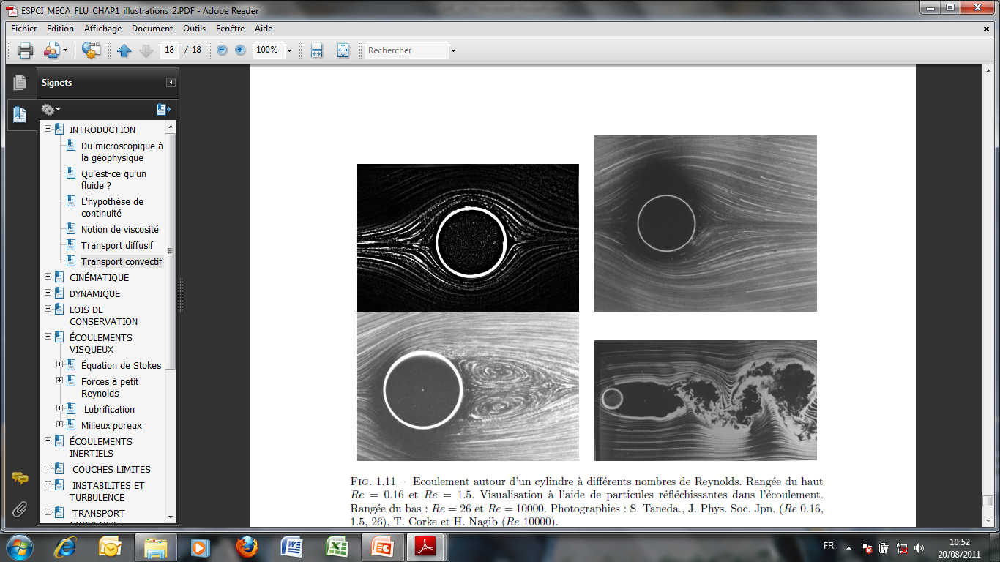 ESPCI_MECA_FLU_CHAP1_illustrations_2.PDF - Adobe Reader
Fichier Edition Affichage Document Outils Fenêtre Aide
18 / 18 100% Rechercher
Signets
INTRODUCTION
Du microscopique à
la géophysique
Qu'est-ce qu'un
fluide ?
L'hypothèse de
continuité
Notion de viscosité
Transport diffusif
Transport convectif
CINÉMATIQUE
DYNAMIQUE
LOIS DE
CONSERVATION
ÉCOULEMENTS
VISQUEUX
Équation de Stokes
Forces à petit
Reynolds
Lubrification
Milieux poreux
ÉCOULEMENTS
INERTIELS
COUCHES LIMITES
INSTABILITES ET
TURBULENCE
TRANSPORT
CONVECTIF
FIG. 1.11 – Ecoulement autour d'un cylindre à différents nombres de Reynolds. Rangée du haut
Re = 0.16 et Re = 1.5. Visualisation à l'aide de particules réfléchissantes dans l'écoulement.
Rangée du bas : Re = 26 et Re = 10000. Photographies : S. Taneda., J. Phys. Soc. Jpn. (Re 0.16,
1.5, 26), T. Corke et H. Nagib (Re 10000).
FR
10:52
20/08/2011